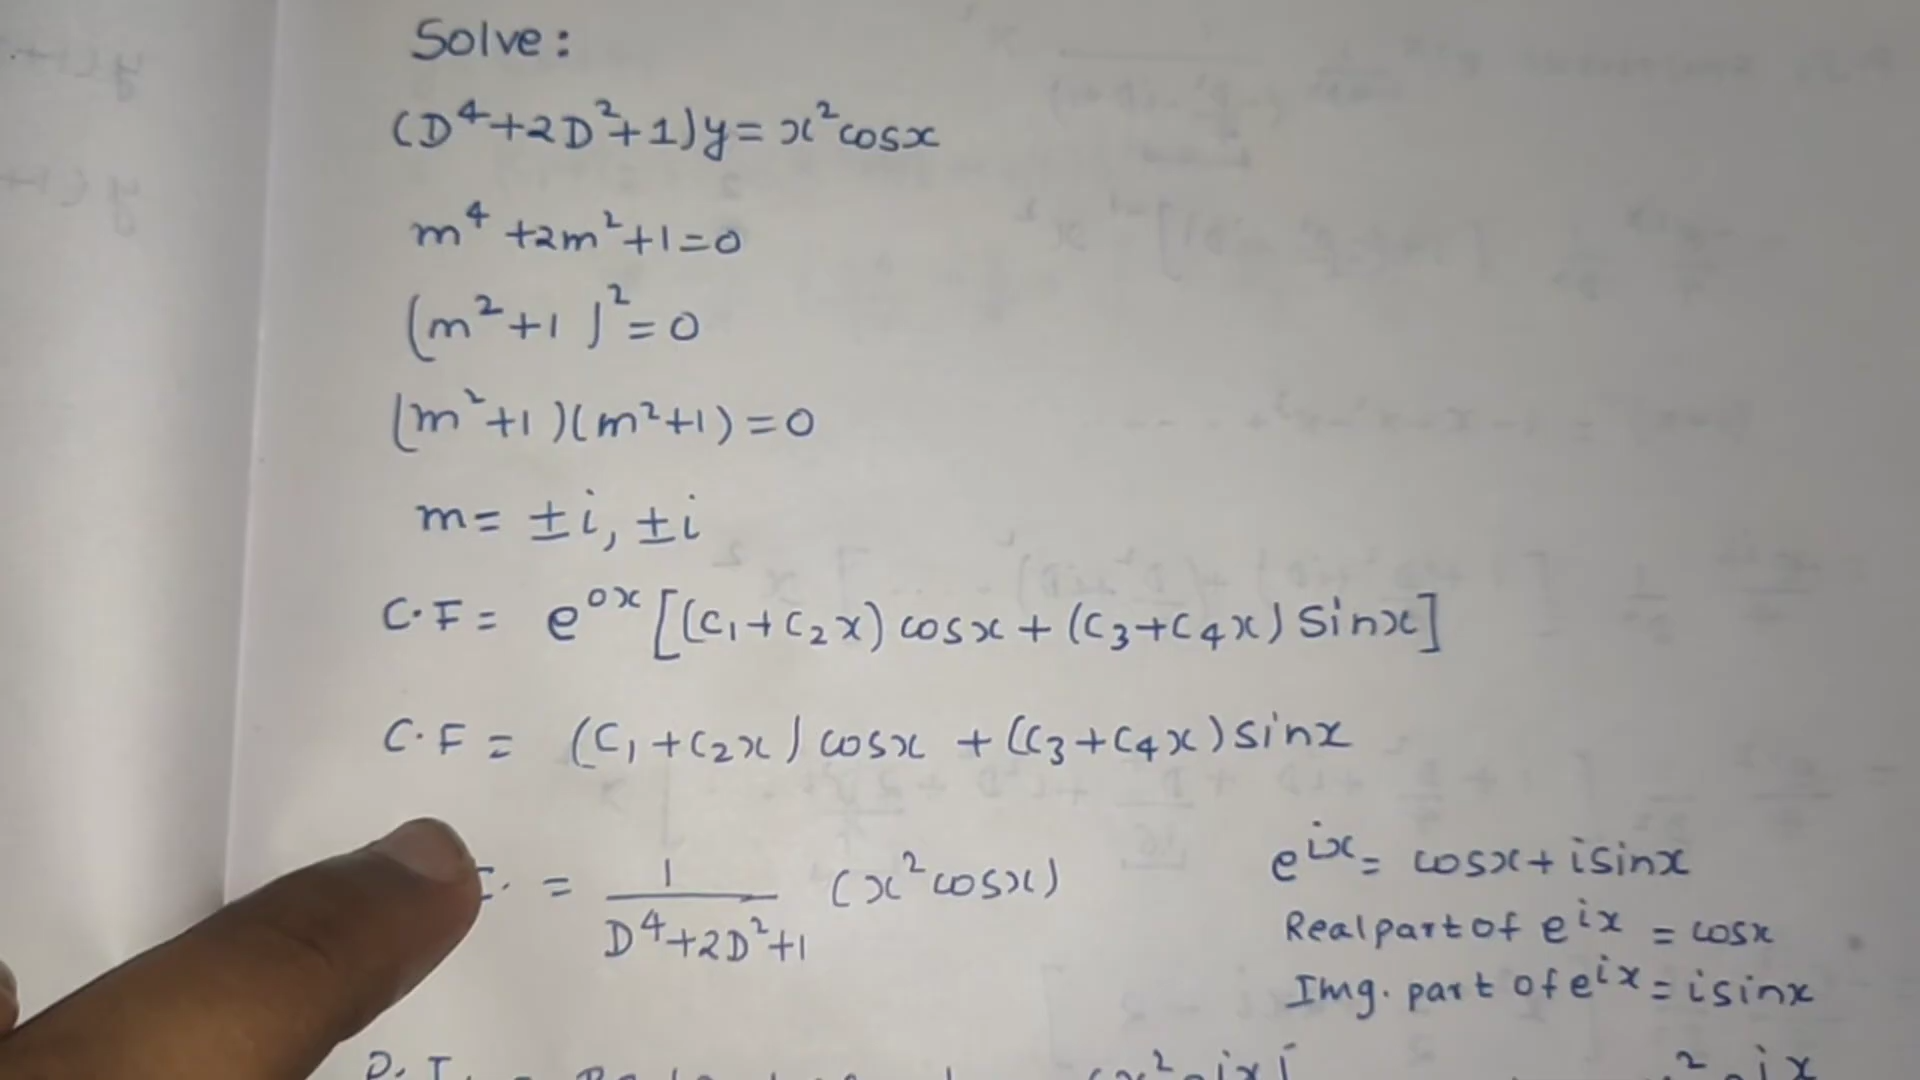 Solve:
(D⁴+2D²+1)y = x²cosx
m⁴+2m²+1=0
(m²+1)²=0
(m²+1)(m²+1)=0
m= ±i, ±i
C.F = e⁰ˣ[(C₁+C₂x)cosx+(C₃+C₄x)Sinx]
C.F = (C₁+C₂x)cosx+(C₃+C₄x)sinx
I. = 1/(D⁴+2D²+1) (x²cosx)
eⁱˣ= cosx+isinx
Real part of eⁱˣ = cosx
Img. part of eⁱˣ = isinx
P.I.